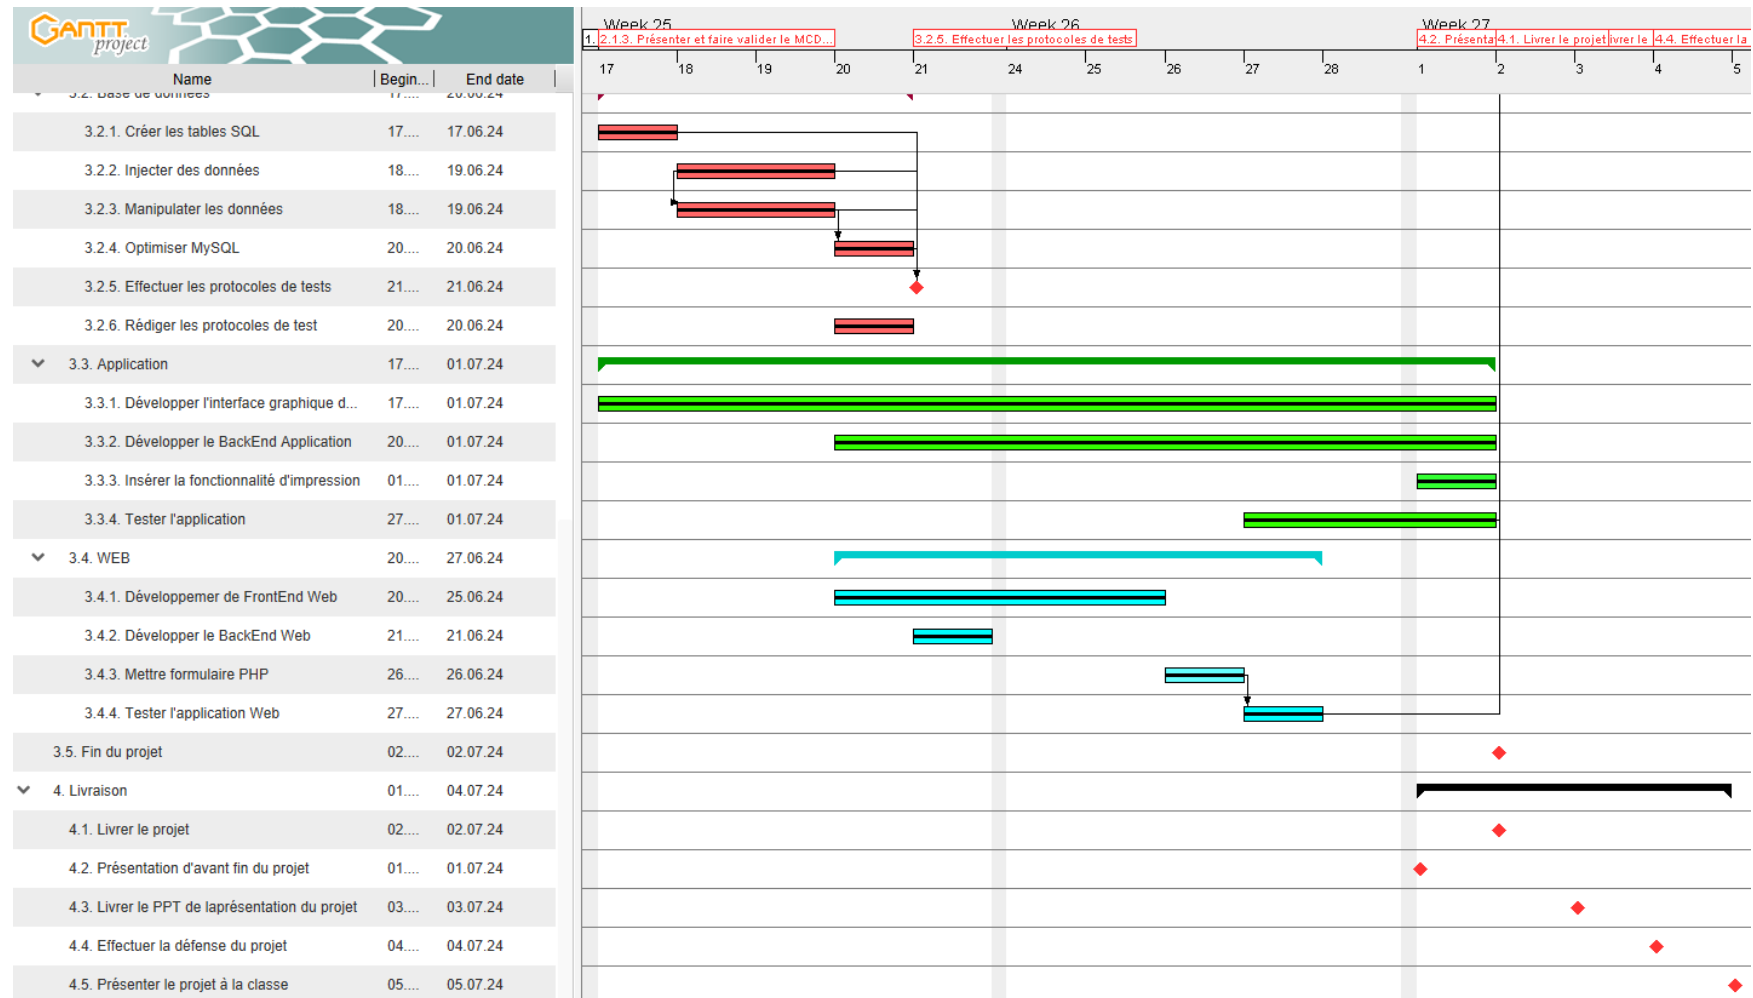 GANTT
project
Week 25 Week 26 Week 27
1. 2.1.3. Présenter et faire valider le MCD... 3.2.5. Effectuer les protocoles de tests 4.2. Présentat 4.1. Livrer le projet ivrer le 4.4. Effectuer la
17 18 19 20 21 24 25 26 27 28 1 2 3 4 5
Name Begin... End date
3.2. Base de données 17.... 20.06.24
3.2.1. Créer les tables SQL 17.... 17.06.24
3.2.2. Injecter des données 18.... 19.06.24
3.2.3. Manipulater les données 18.... 19.06.24
3.2.4. Optimiser MySQL 20.... 20.06.24
3.2.5. Effectuer les protocoles de tests 21.... 21.06.24
3.2.6. Rédiger les protocoles de test 20.... 20.06.24
3.3. Application 17.... 01.07.24
3.3.1. Développer l'interface graphique d... 17.... 01.07.24
3.3.2. Développer le BackEnd Application 20.... 01.07.24
3.3.3. Insérer la fonctionnalité d'impression 01.... 01.07.24
3.3.4. Tester l'application 27.... 01.07.24
3.4. WEB 20.... 27.06.24
3.4.1. Développemer de FrontEnd Web 20.... 25.06.24
3.4.2. Développer le BackEnd Web 21.... 21.06.24
3.4.3. Mettre formulaire PHP 26.... 26.06.24
3.4.4. Tester l'application Web 27.... 27.06.24
3.5. Fin du projet 02.... 02.07.24
4. Livraison 01.... 04.07.24
4.1. Livrer le projet 02.... 02.07.24
4.2. Présentation d'avant fin du projet 01.... 01.07.24
4.3. Livrer le PPT de laprésentation du projet 03.... 03.07.24
4.4. Effectuer la défense du projet 04.... 04.07.24
4.5. Présenter le projet à la classe 05.... 05.07.24